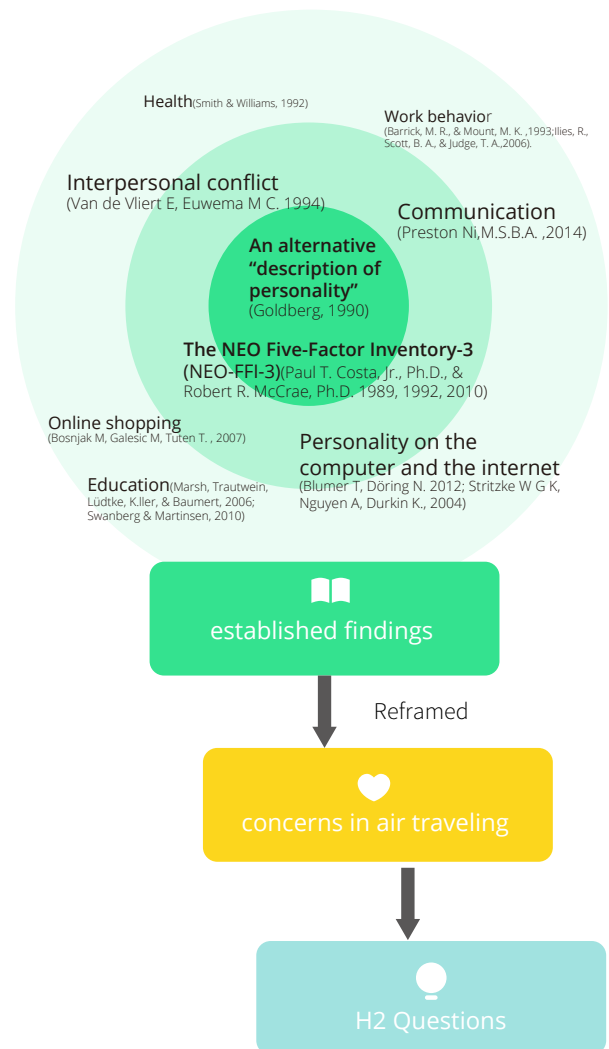 Health(Smith & Williams, 1992)
Work behavior
(Barrick, M. R., & Mount, M. K. ,1993;Ilies, R.,
Scott, B. A., & Judge, T. A.,2006).
Interpersonal conflict
(Van de Vliert E, Euwema M C. 1994)
Communication
(Preston Ni,M.S.B.A. ,2014)
An alternative
“description of
personality”
(Goldberg, 1990)
The NEO Five-Factor Inventory-3
(NEO-FFI-3)(Paul T. Costa, Jr., Ph.D., &
Robert R. McCrae, Ph.D. 1989, 1992, 2010)
Online shopping
(Bosnjak M, Galesic M, Tuten T. , 2007)
Personality on the
computer and the internet
(Blumer T, Döring N. 2012; Stritzke W G K,
Nguyen A, Durkin K., 2004)
Education(Marsh, Trautwein,
Lüdtke, K.ller, & Baumert, 2006;
Swanberg & Martinsen, 2010)
established findings
Reframed
concerns in air traveling
H2 Questions